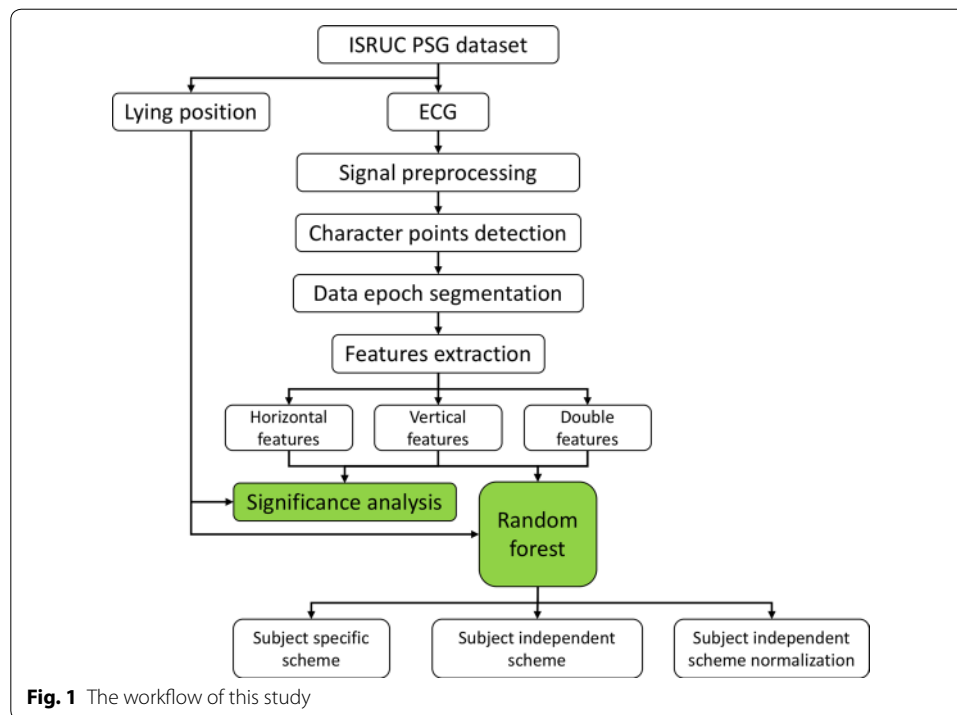 ISRUC PSG dataset
Lying position
ECG
Signal preprocessing
Character points detection
Data epoch segmentation
Features extraction
Horizontal
features
Vertical
features
Double
features
Significance analysis
Random
forest
Subject specific
scheme
Subject independent
scheme
Subject independent
scheme normalization
Fig. 1 The workflow of this study